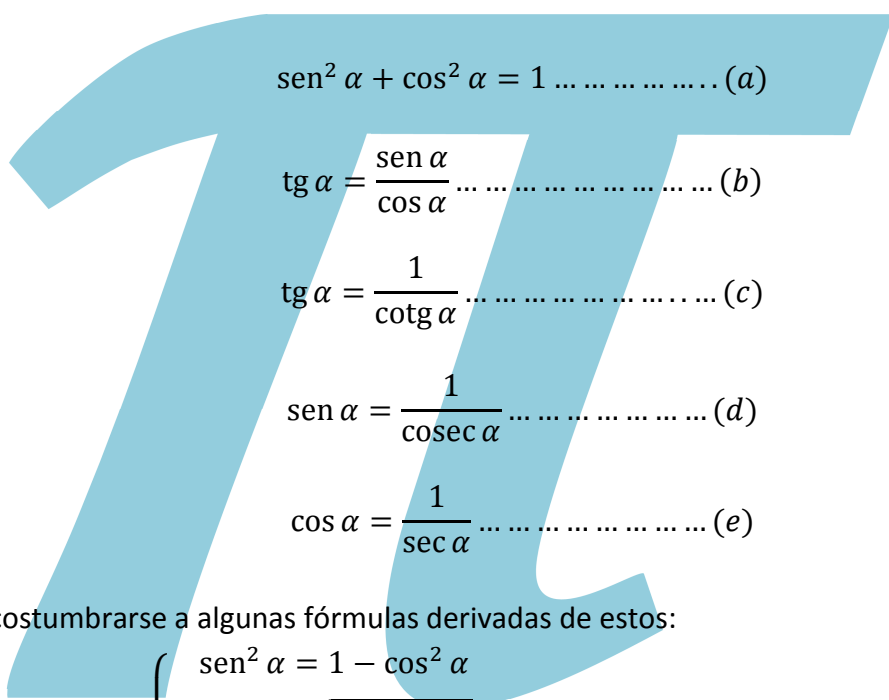 sen² α + cos² α = 1 … … … … … . . (a)
tg α = sen α / cos α … … … … … … … … … (b)
tg α = 1 / cotg α … … … … … … … . . … (c)
sen α = 1 / cosec α … … … … … … … (d)
cos α = 1 / sec α … … … … … … … … (e)
costumbrarse a algunas fórmulas derivadas de estos:
sen² α = 1 − cos² α